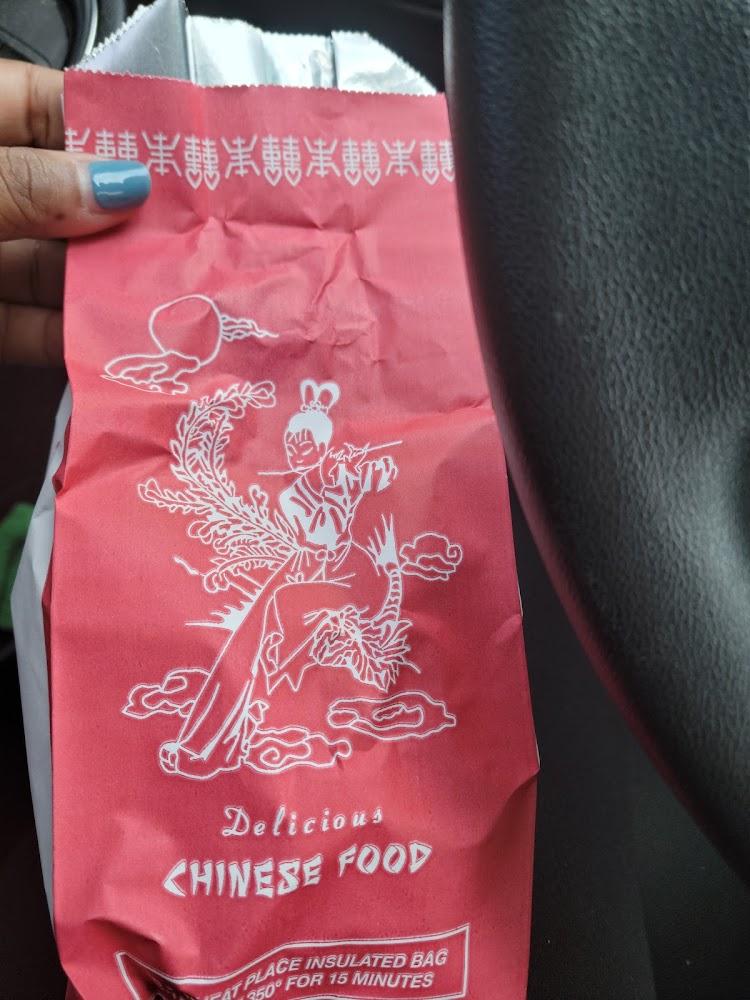 Delicious
CHINESE FOOD
PLACE INSULATED BAG
350° FOR 15 MINUTES